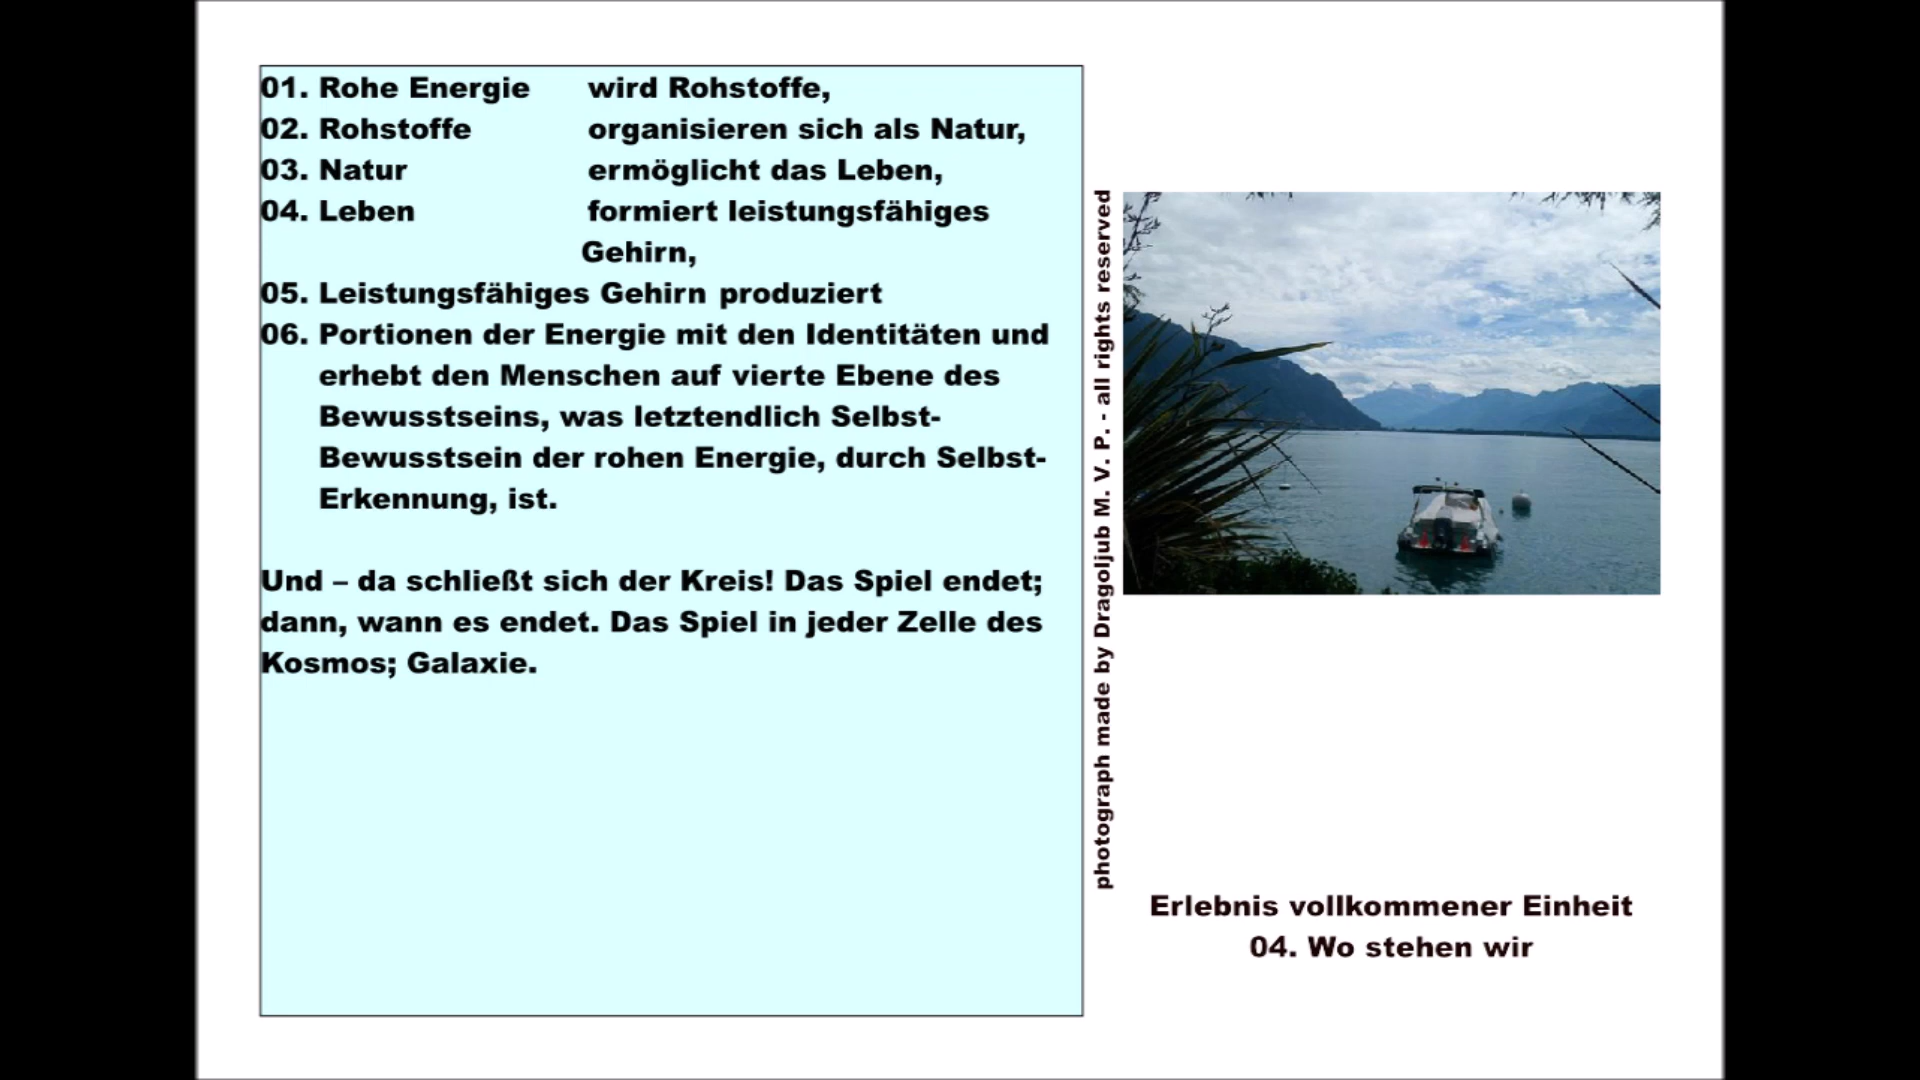 01. Rohe Energie wird Rohstoffe,
02. Rohstoffe organisieren sich als Natur,
03. Natur ermöglicht das Leben,
04. Leben formiert leistungsfähiges
Gehirn,
05. Leistungsfähiges Gehirn produziert
06. Portionen der Energie mit den Identitäten und
erhebt den Menschen auf vierte Ebene des
Bewusstseins, was letztendlich Selbst-
Bewusstsein der rohen Energie, durch Selbst-
Erkennung, ist.
Und – da schließt sich der Kreis! Das Spiel endet;
dann, wann es endet. Das Spiel in jeder Zelle des
Kosmos; Galaxie.
photograph made by Dragoljub M. V. P. - all rights reserved
Erlebnis vollkommener Einheit
04. Wo stehen wir